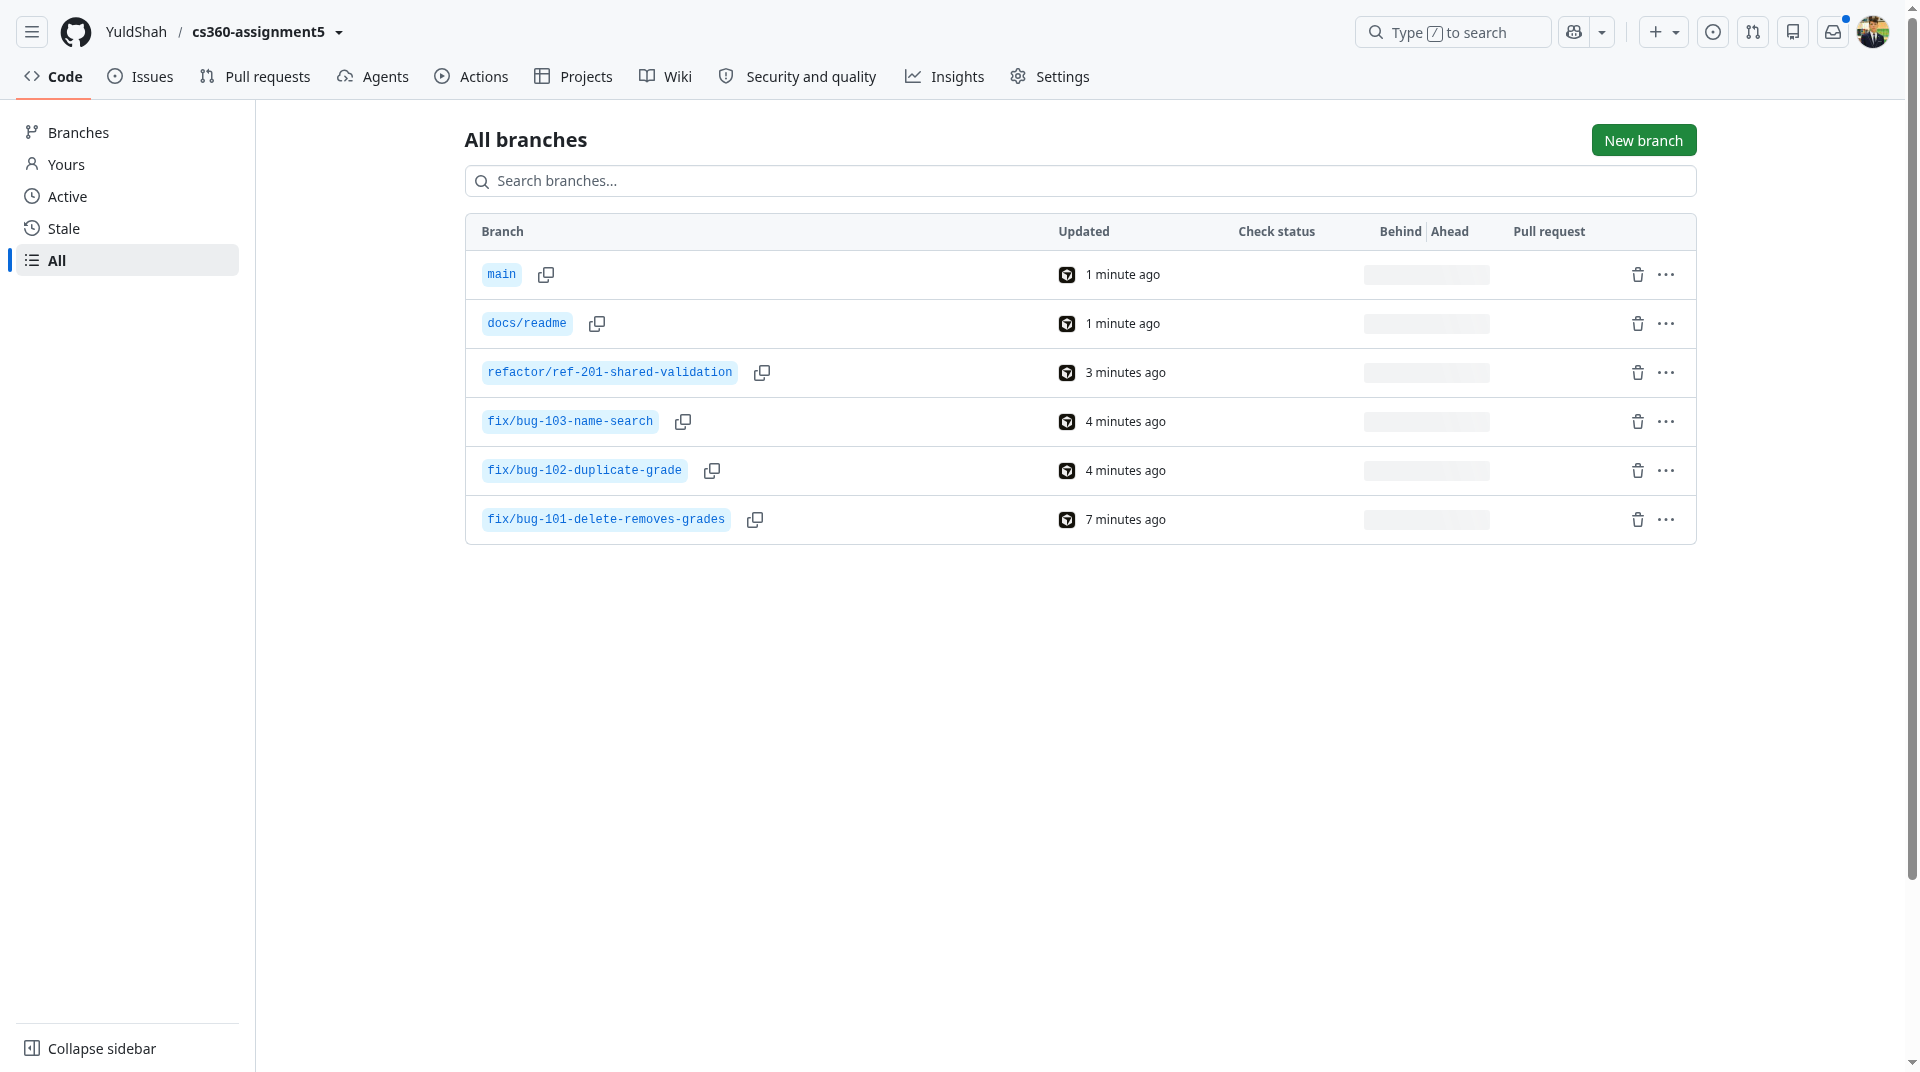 YuldShah / cs360-assignment5
Type / to search
Code Issues Pull requests Agents Actions Projects Wiki Security and quality Insights Settings
Branches
Yours
Active
Stale
All
Collapse sidebar
All branches
New branch
Search branches...
Branch Updated Check status Behind Ahead Pull request
main 1 minute ago
docs/readme 1 minute ago
refactor/ref-201-shared-validation 3 minutes ago
fix/bug-103-name-search 4 minutes ago
fix/bug-102-duplicate-grade 4 minutes ago
fix/bug-101-delete-removes-grades 7 minutes ago